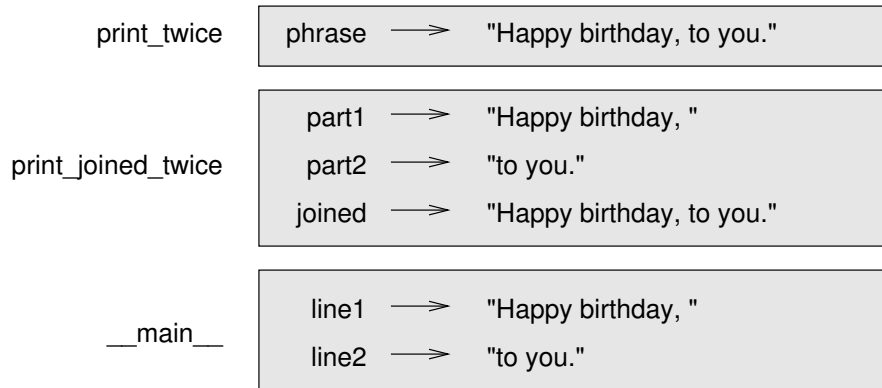 print_twice phrase "Happy birthday, to you."
part1 "Happy birthday, "
print_joined_twice part2 "to you."
joined "Happy birthday, to you."
line1 "Happy birthday, "
__main__
line2 "to you."